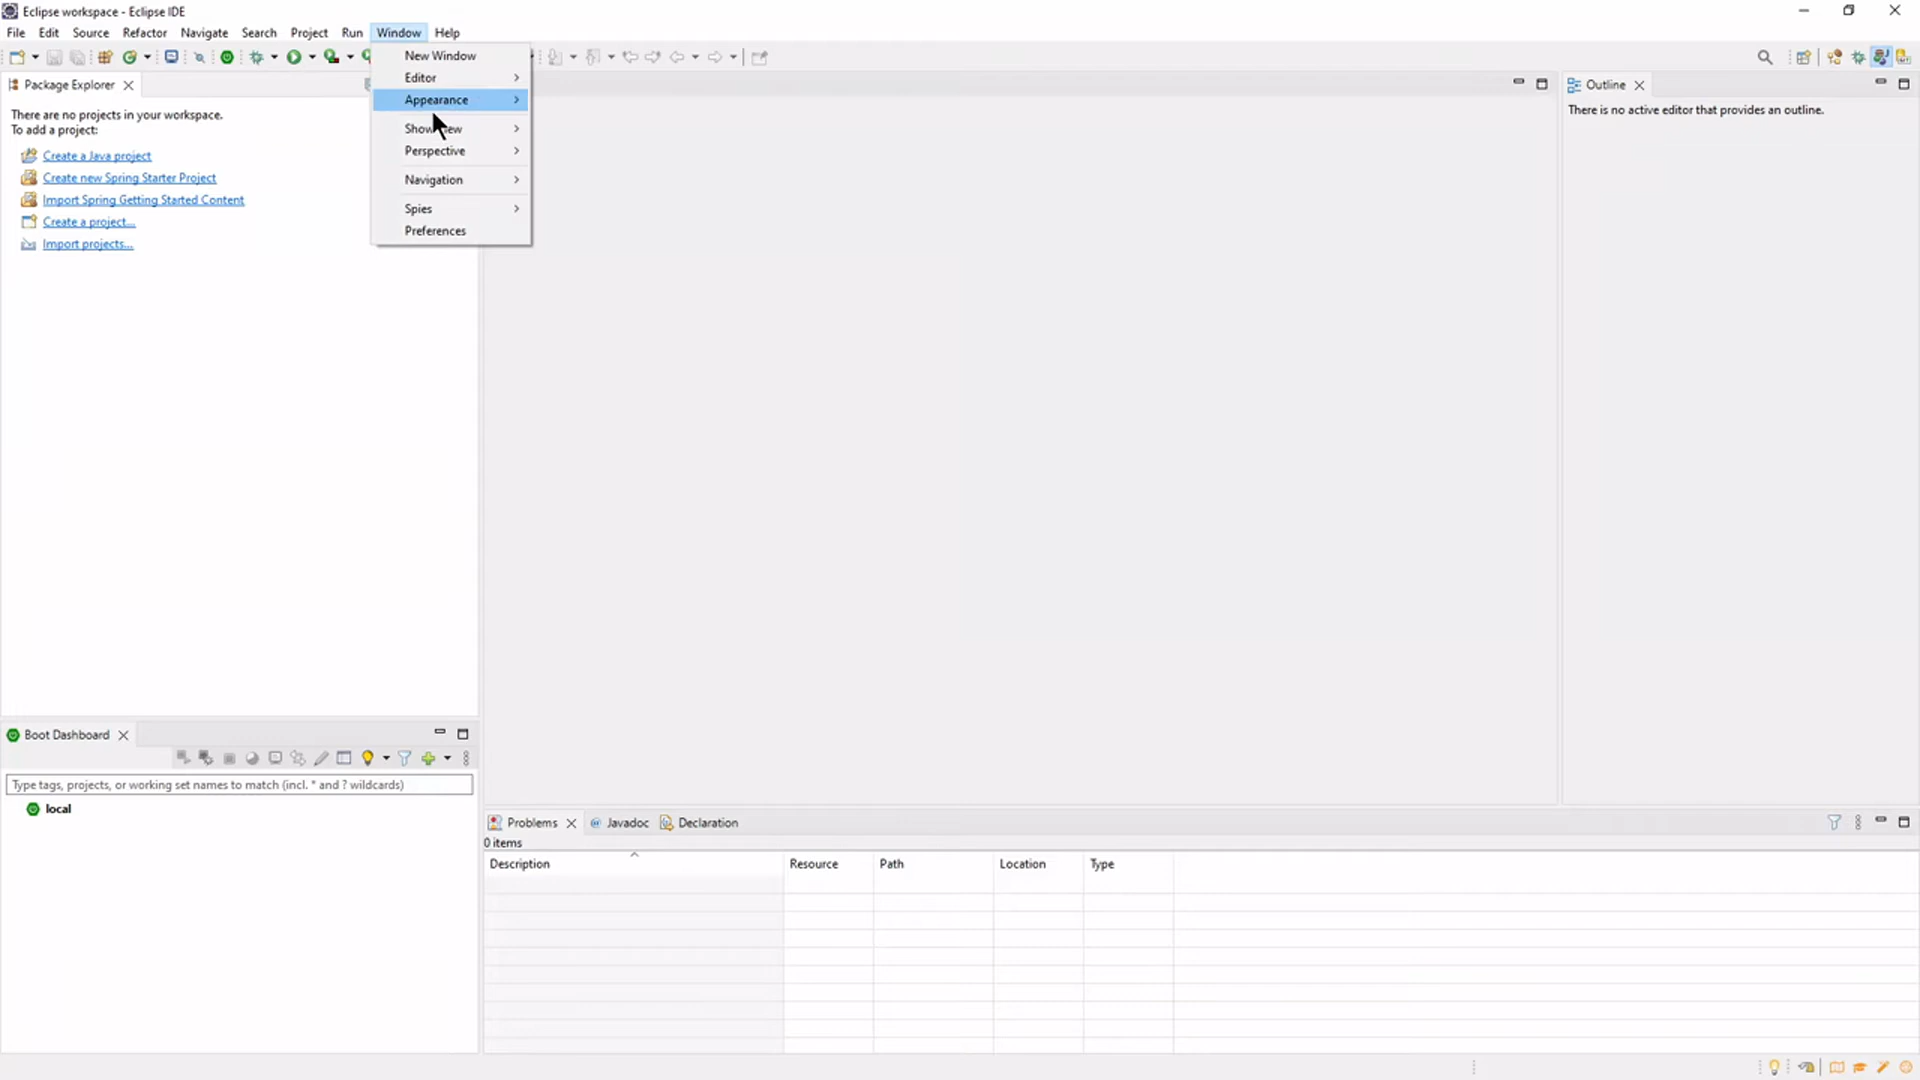 Eclipse workspace - Eclipse IDE
File Edit Source Refactor Navigate Search Project Run Window Help
New Window
Editor
Appearance
Perspective
Navigation
Spies
Preferences
Package Explorer
There are no projects in your workspace.
To add a project:
Create a Java project
Create new Spring Starter Project
Import Spring Getting Started Content
Create a project...
Import projects...
Outline
There is no active editor that provides an outline.
Boot Dashboard
Type tags, projects, or working set names to match (incl. * and ? wildcards)
local
Problems Javadoc Declaration
0 items
Description Resource Path Location Type